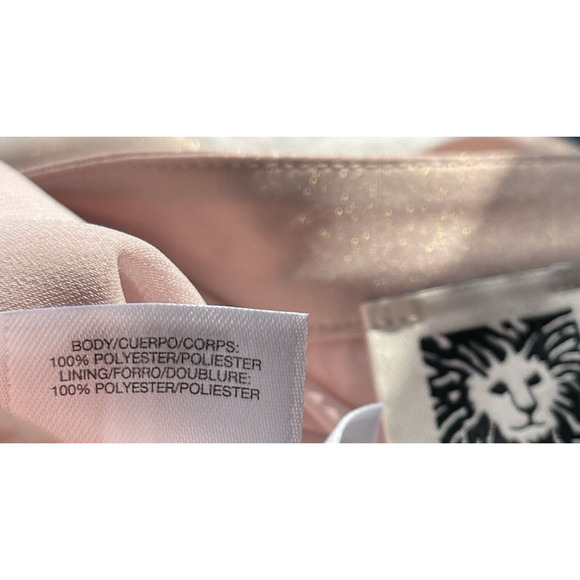 BODY/CUERPO/CORPS:
100% POLYESTER/POLIESTER
LINING/FORRO/DOUBLURE:
100% POLYESTER/POLIESTER